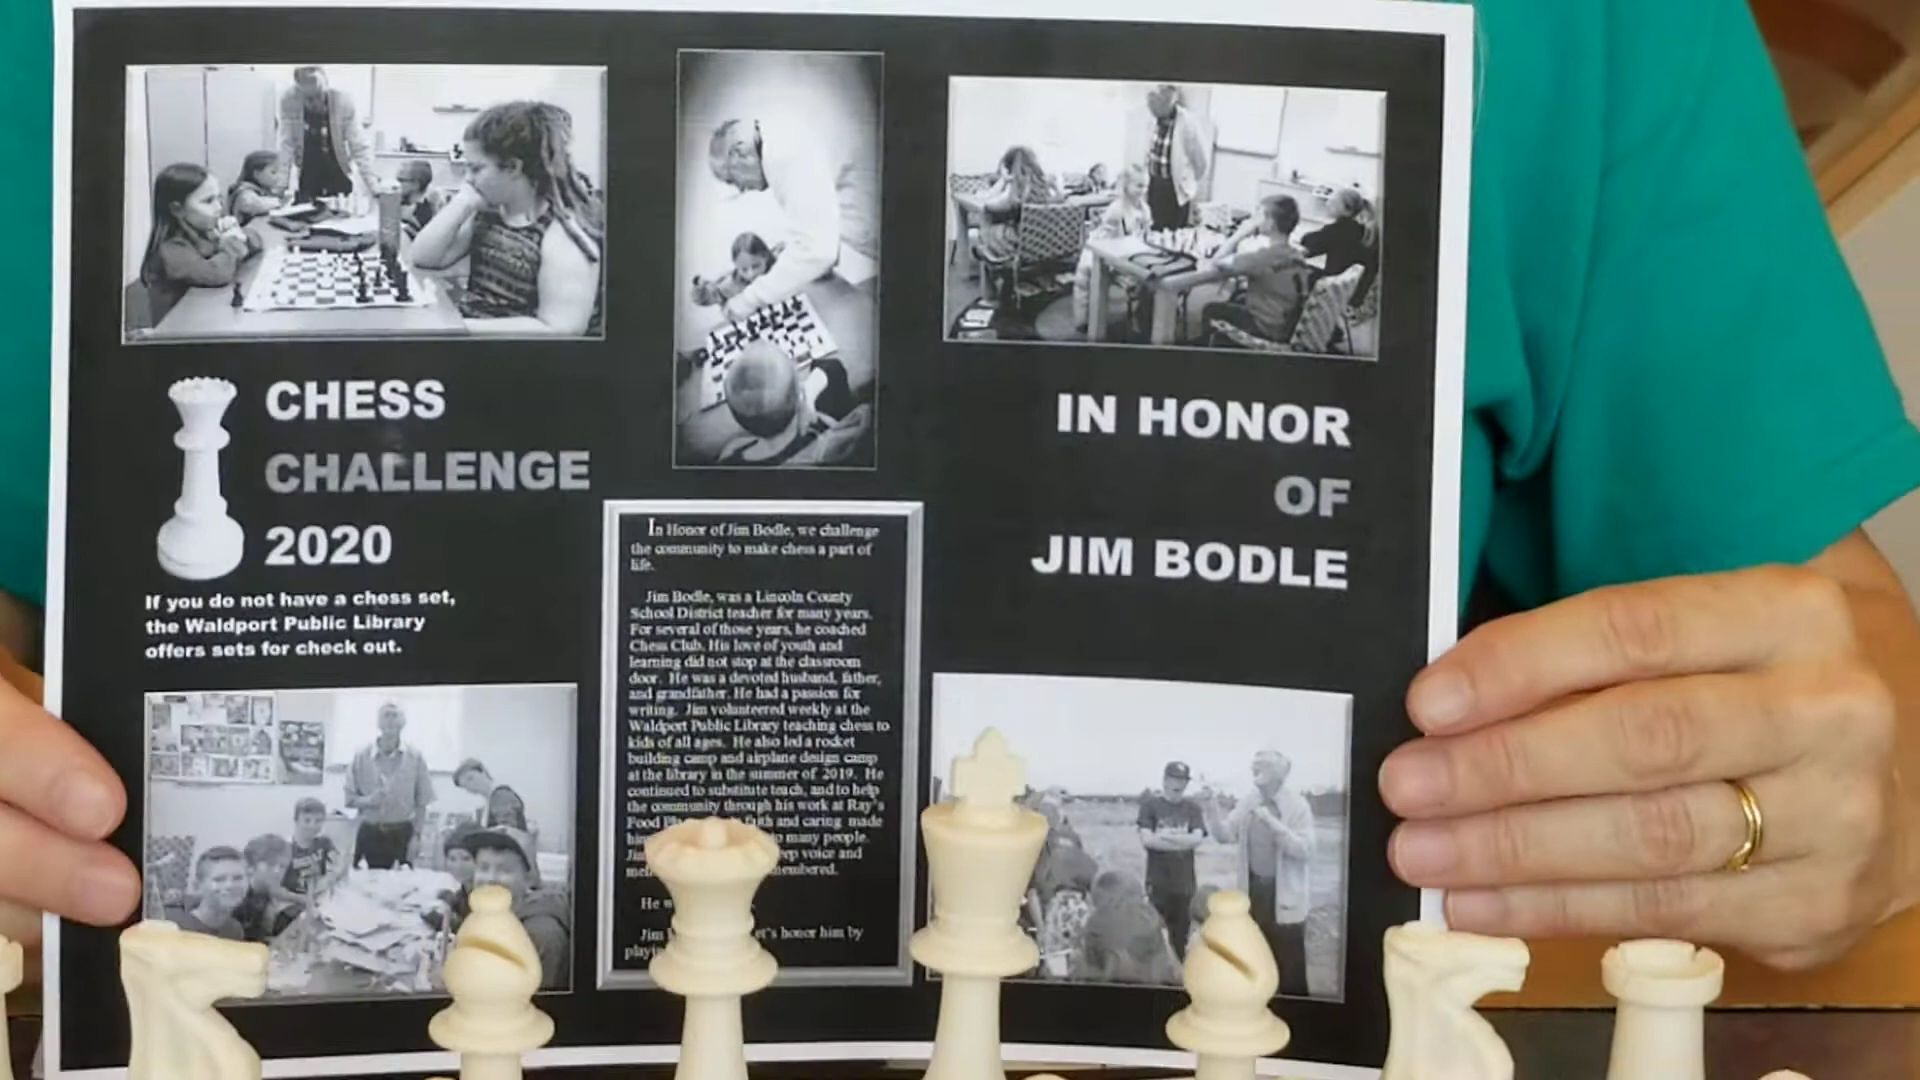 CHESS
CHALLENGE
2020
If you do not have a chess set,
the Waldport Public Library
offers sets for check out.
In Honor of Jim Bodle, we challenge
the community to make chess a part of
life.
Jim Bodle, was a Lincoln County
School District teacher for many years.
For several of those years, he coached
Chess Club. His love of youth and
learning did not stop at the classroom
door. He was a devoted husband, father,
and grandfather. He had a passion for
writing. Jim volunteered weekly at the
Waldport Public Library teaching chess to
kids of all ages. He also led a rocket
building camp and airplane design camp
at the library in the summer of 2019. He
continued to substitute teach, and to help
the community through his work at Ray's
Food faith and caring made
many people.
voice and
He
Jim let's honor him by
IN HONOR
OF
JIM BODLE